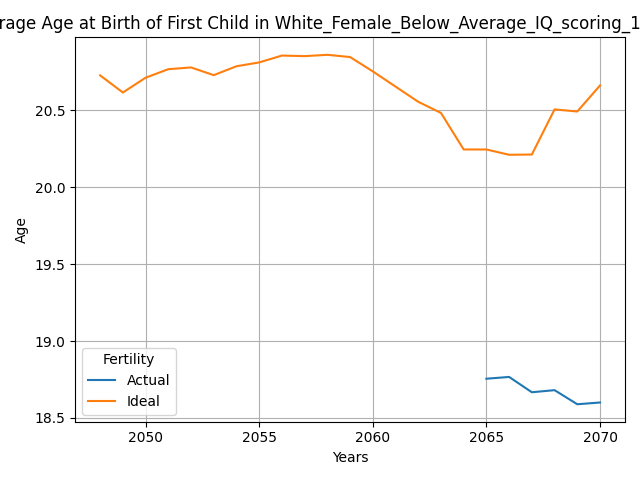 rage Age at Birth of First Child in White_Female_Below_Average_IQ_scoring_1
20.5
20.0
19.5
19.0
18.5
Age
Fertility
Actual
Ideal
2050 2055 2060 2065 2070
Years